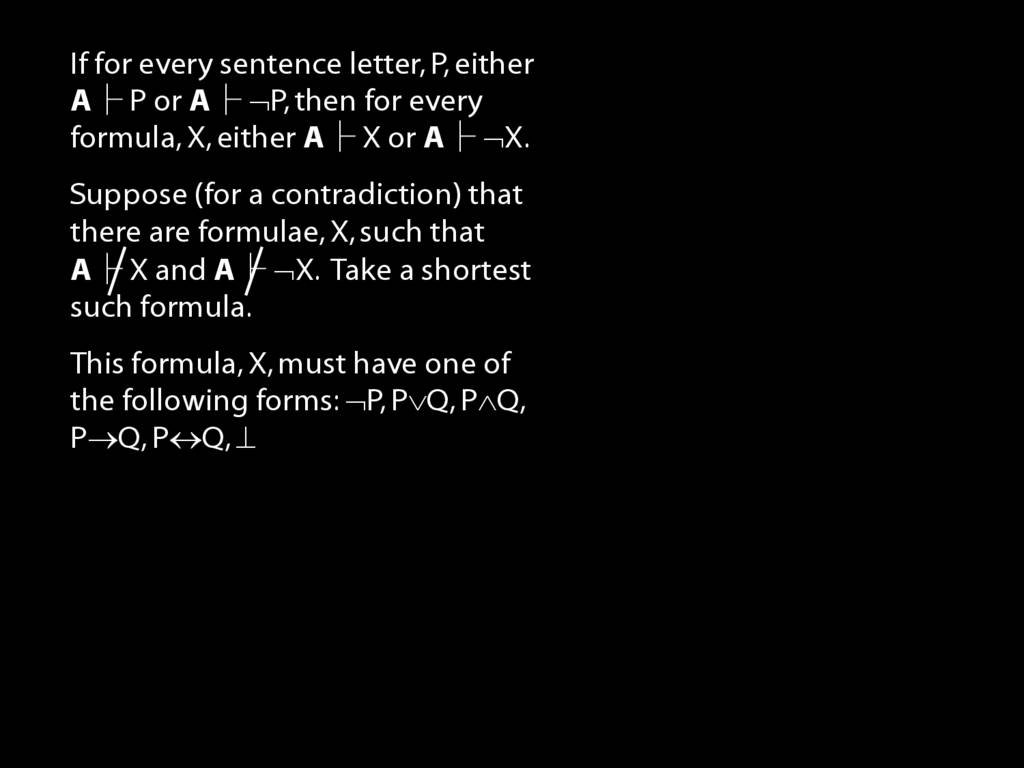 If for every sentence letter, P, either
A ⊢ P or A ⊢ ¬P, then for every
formula, X, either A ⊢ X or A ⊢ ¬X.
Suppose (for a contradiction) that
there are formulae, X, such that
A ⊬ X and A ⊬ ¬X. Take a shortest
such formula.
This formula, X, must have one of
the following forms: ¬P, P∨Q, P∧Q,
P→Q, P↔Q, ⊥